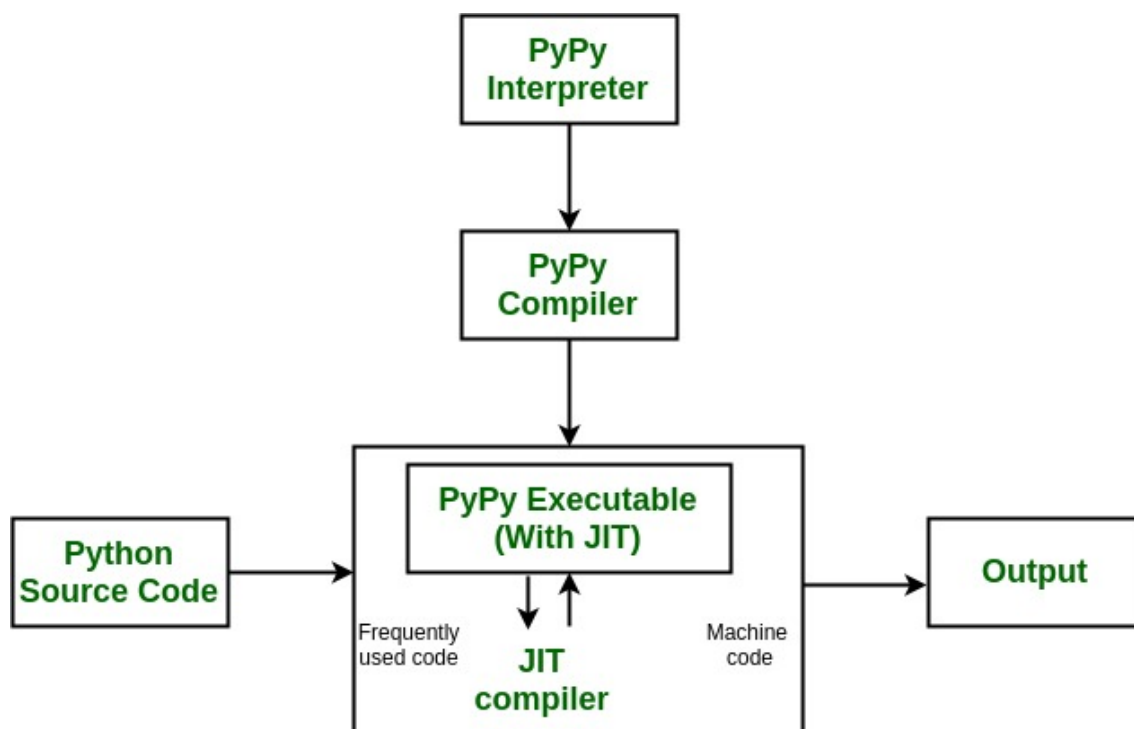 PyPy
Interpreter
PyPy
Compiler
PyPy Executable
(With JIT)
Python
Source Code
Output
Frequently
used code
Machine
code
JIT
compiler